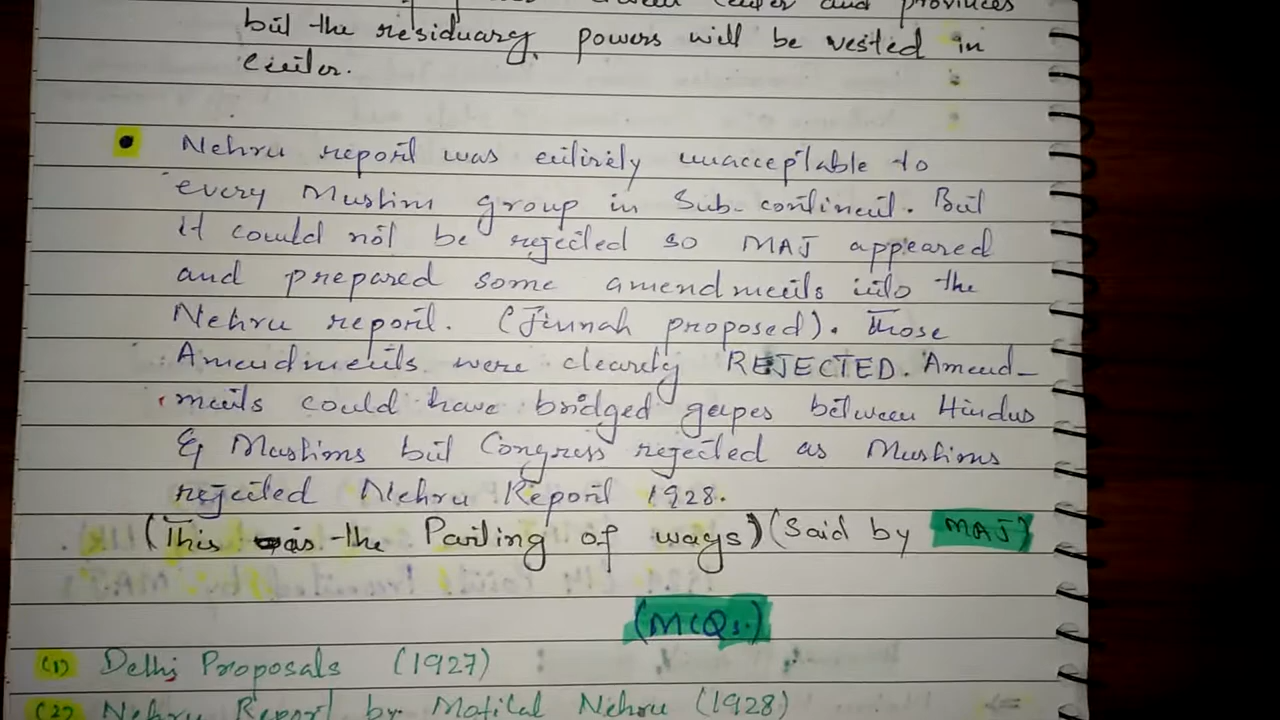 and provinces
but the residuary, powers will be vested in
Center.
• Nehru report was entirely unacceptable to
every Muslim group in Sub-continent. But
it could not be rejected so MAJ appeared
and prepared some amendments into the
Nehru report. (Jinnah proposed). Those
Amendments were clearly REJECTED. Amend-
ments could have bridged gapes between Hindus
& Muslims but Congress rejected as Muslims
rejected Nehru Report 1928.
(This is the Parting of ways) (Said by MAJ)
(MCQs.)
(1) Delhi Proposals (1927)
(2) Nehru Report by Motilal Nehru (1928)